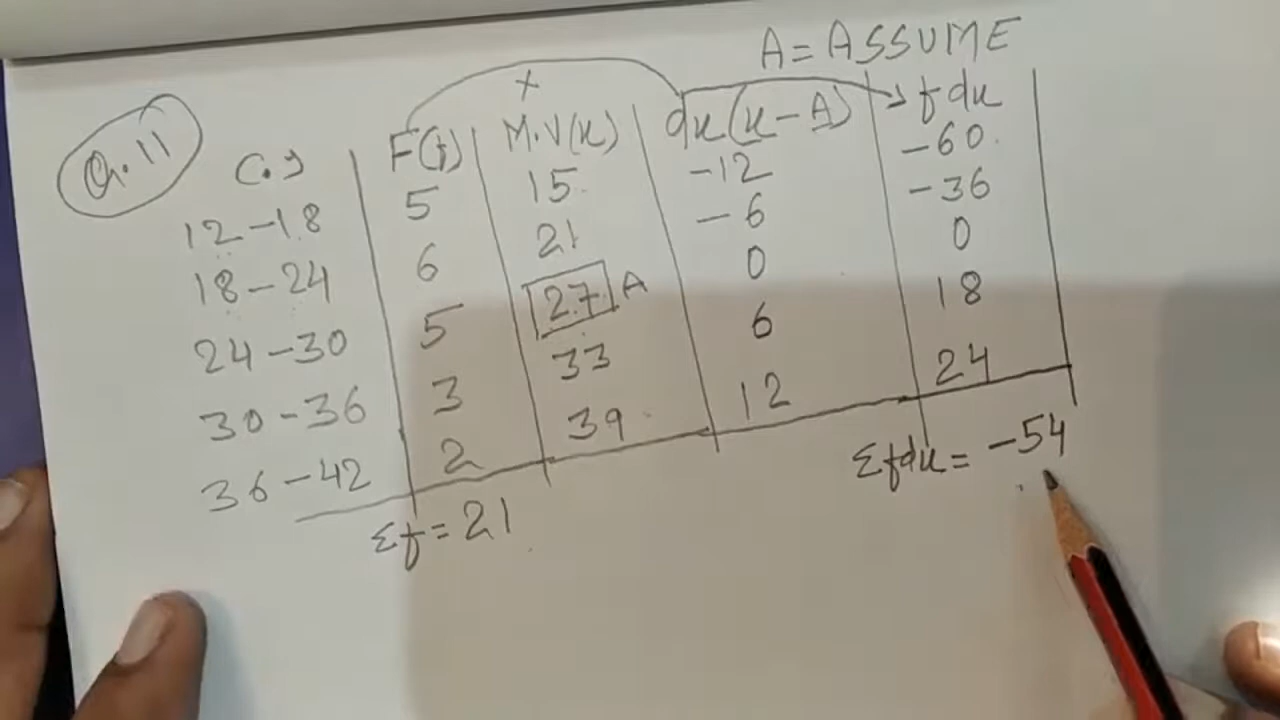 A = ASSUME
Q.11
×
C.I F(f) M.V(x) dx(x-A) fdx
12-18 5 15 -12 -60
18-24 6 21 -6 -36
24-30 5 27 A 0 0
30-36 3 33 6 18
36-42 2 39 12 24
Σf = 21 Σfdx = -54